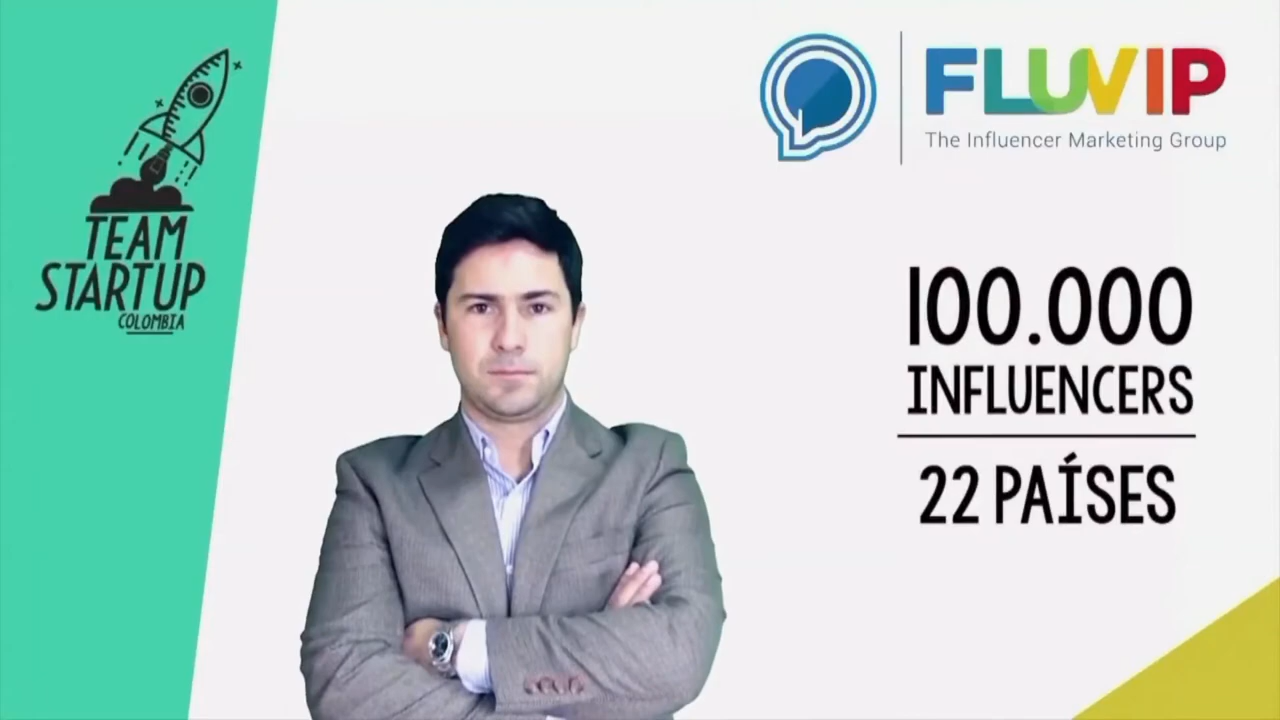 TEAM
STARTUP
COLOMBIA
FLUVIP
The Influencer Marketing Group
100.000
INFLUENCERS
22 PAÍSES